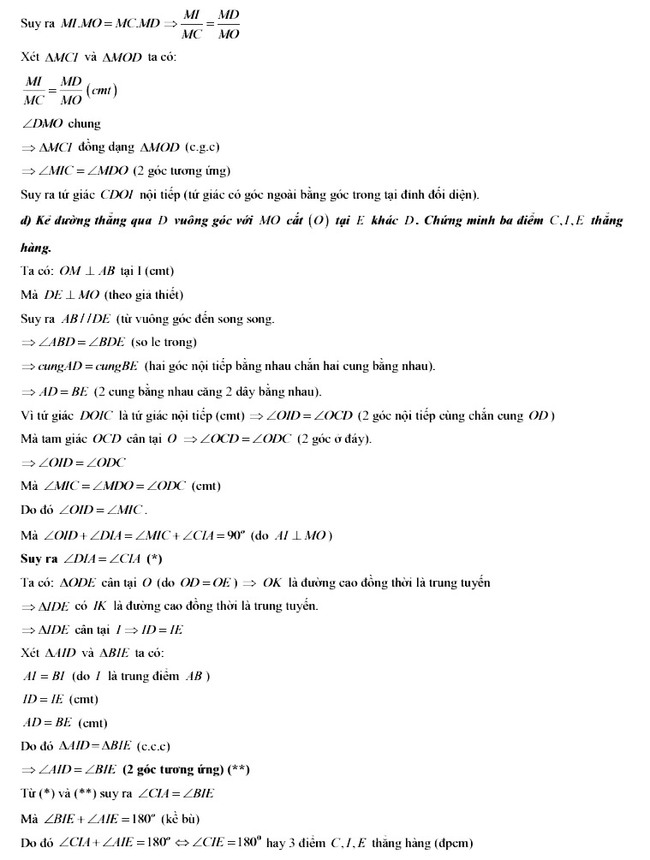 Suy ra MI.MO = MC.MD ⇒ MI/MC = MD/MO
Xét ΔMCI và ΔMOD ta có:
MI/MC = MD/MO (cmt)
∠DMO chung
⇒ ΔMCI đồng dạng ΔMOD (c.g.c)
⇒ ∠MIC = ∠MDO (2 góc tương ứng)
Suy ra tứ giác CDOI nội tiếp (tứ giác có góc ngoài bằng góc trong tại đỉnh đối diện).
d) Kẻ đường thẳng qua D vuông góc với MO cắt (O) tại E khác D. Chứng minh ba điểm C, I, E thẳng
hàng.
Ta có: OM ⊥ AB tại I (cmt)
Mà DE ⊥ MO (theo giả thiết)
Suy ra AB//DE (từ vuông góc đến song song.
⇒ ∠ABD = ∠BDE (so le trong)
⇒ cungAD = cungBE (hai góc nội tiếp bằng nhau chắn hai cung bằng nhau).
⇒ AD = BE (2 cung bằng nhau căng 2 dây bằng nhau).
Vì tứ giác DOIC là tứ giác nội tiếp (cmt) ⇒ ∠OID = ∠OCD (2 góc nội tiếp cùng chắn cung OD)
Mà tam giác OCD cân tại O ⇒ ∠OCD = ∠ODC (2 góc ở đáy).
⇒ ∠OID = ∠ODC
Mà ∠MIC = ∠MDO = ∠ODC (cmt)
Do đó ∠OID = ∠MIC.
Mà ∠OID + ∠DIA = ∠MIC + ∠CIA = 90° (do AI ⊥ MO)
Suy ra ∠DIA = ∠CIA (*)
Ta có: ΔODE cân tại O (do OD = OE) ⇒ OK là đường cao đồng thời là trung tuyến
⇒ ΔIDE có IK là đường cao đồng thời là trung tuyến.
⇒ ΔIDE cân tại I ⇒ ID = IE
Xét ΔAID và ΔBIE ta có:
AI = BI (do I là trung điểm AB)
ID = IE (cmt)
AD = BE (cmt)
Do đó ΔAID = ΔBIE (c.c.c)
⇒ ∠AID = ∠BIE (2 góc tương ứng) (**)
Từ (*) và (**) suy ra ∠CIA = ∠BIE
Mà ∠BIE + ∠AIE = 180° (kề bù)
Do đó ∠CIA + ∠AIE = 180° ⇔ ∠CIE = 180° hay 3 điểm C, I, E thẳng hàng (đpcm)